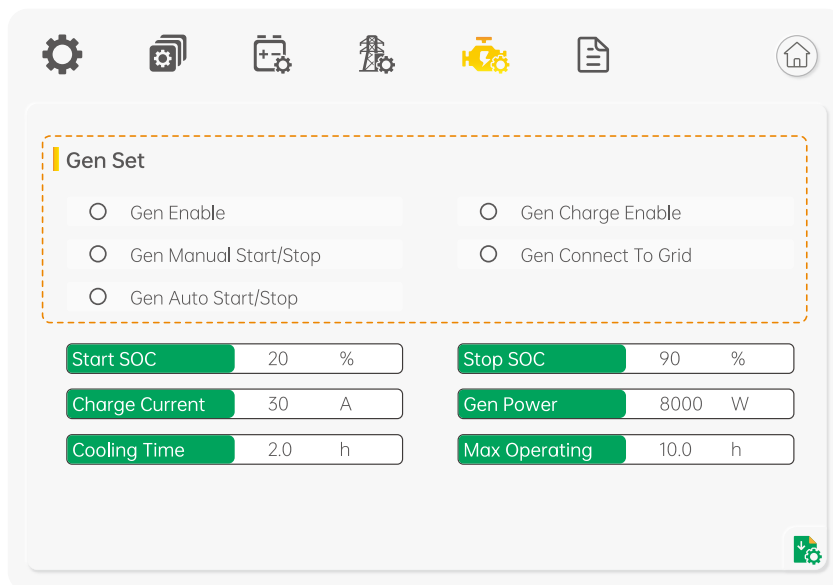 Gen Set
Gen Enable
Gen Charge Enable
Gen Manual Start/Stop
Gen Connect To Grid
Gen Auto Start/Stop
Start SOC 20 %
Stop SOC 90 %
Charge Current 30 A
Gen Power 8000 W
Cooling Time 2.0 h
Max Operating 10.0 h